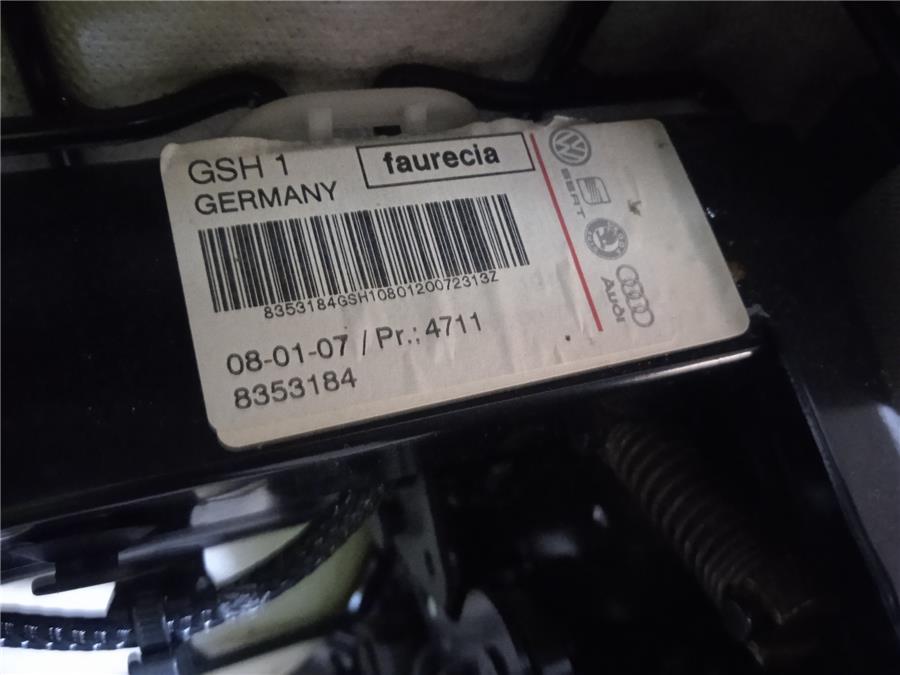 GSH 1
faurecia
GERMANY
8353184GSH1080120072313Z
08-01-07 / Pr.: 4711
8353184
SEAT
Audi